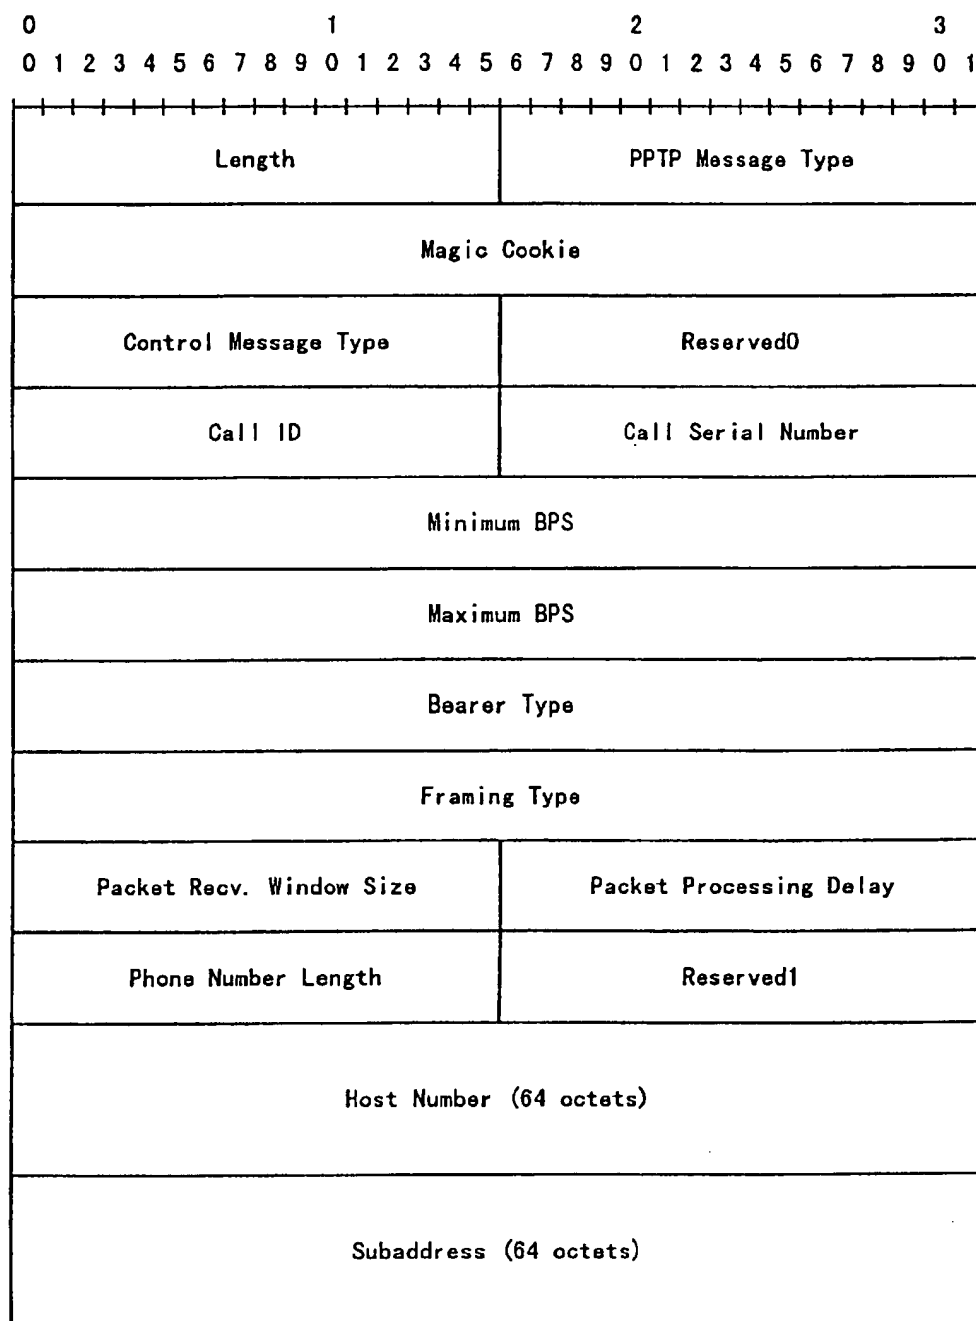 0 1 2 3
0 1 2 3 4 5 6 7 8 9 0 1 2 3 4 5 6 7 8 9 0 1 2 3 4 5 6 7 8 9 0 1
Length PPTP Message Type
Magic Cookie
Control Message Type Reserved0
Call ID Call Serial Number
Minimum BPS
Maximum BPS
Bearer Type
Framing Type
Packet Recv. Window Size Packet Processing Delay
Phone Number Length Reserved1
Host Number (64 octets)
Subaddress (64 octets)